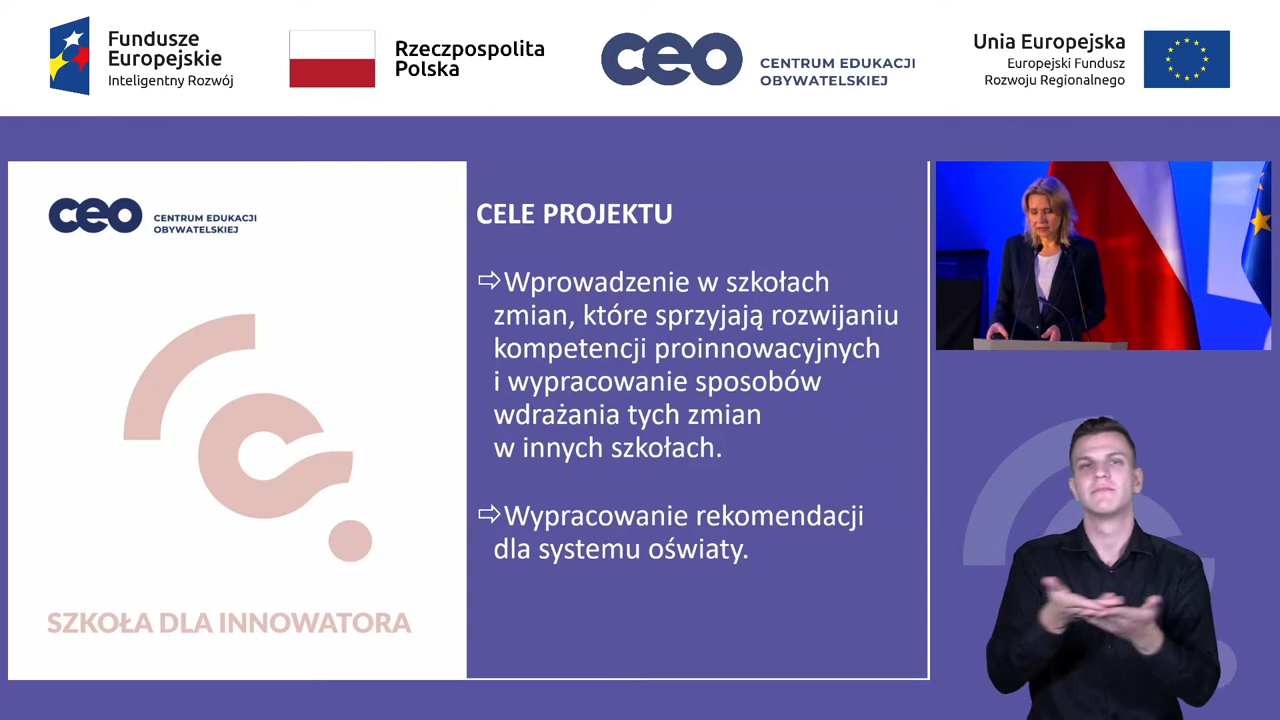 Fundusze
Europejskie
Inteligentny Rozwój
Rzeczpospolita
Polska
ceo
CENTRUM EDUKACJI
OBYWATELSKIEJ
Unia Europejska
Europejski Fundusz
Rozwoju Regionalnego
ceo
CENTRUM EDUKACJI
OBYWATELSKIEJ
SZKOŁA DLA INNOWATORA
CELE PROJEKTU
⇨Wprowadzenie w szkołach
zmian, które sprzyjają rozwijaniu
kompetencji proinnowacyjnych
i wypracowanie sposobów
wdrażania tych zmian
w innych szkołach.
⇨Wypracowanie rekomendacji
dla systemu oświaty.